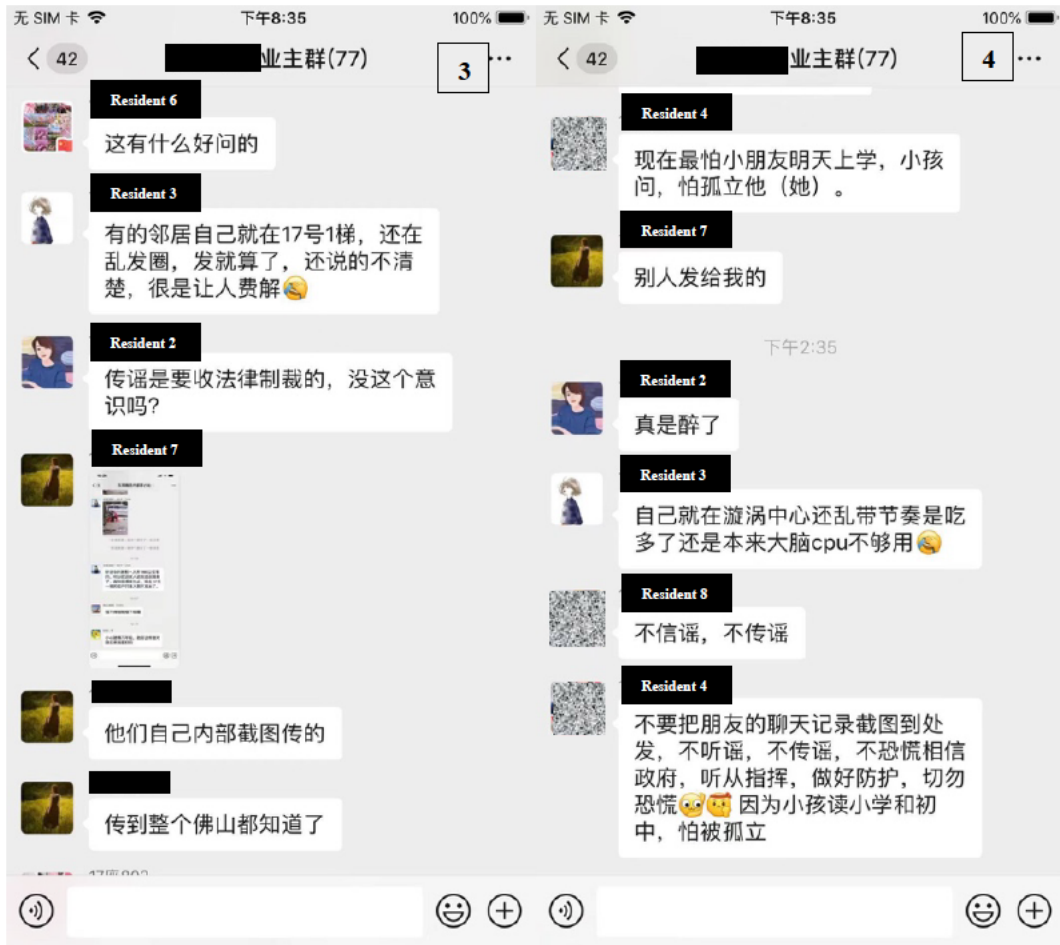 无 SIM 卡
下午8:35
100%
42
业主群(77)
3
Resident 6
这有什么好问的
Resident 3
有的邻居自己就在17号1梯，还在
乱发圈，发就算了，还说的不清
楚，很是让人费解
Resident 2
传谣是要收法律制裁的，没这个意
识吗？
Resident 7
他们自己内部截图传的
传到整个佛山都知道了
无 SIM 卡
下午8:35
100%
42
业主群(77)
4
Resident 4
现在最怕小朋友明天上学，小孩
问，怕孤立他（她）。
Resident 7
别人发给我的
下午2:35
Resident 2
真是醉了
Resident 3
自己就在漩涡中心还乱带节奏是吃
多了还是本来大脑cpu不够用
Resident 8
不信谣，不传谣
Resident 4
不要把朋友的聊天记录截图到处
发，不听谣，不传谣，不恐慌相信
政府，听从指挥，做好防护，切勿
恐慌 因为小孩读小学和初
中，怕被孤立